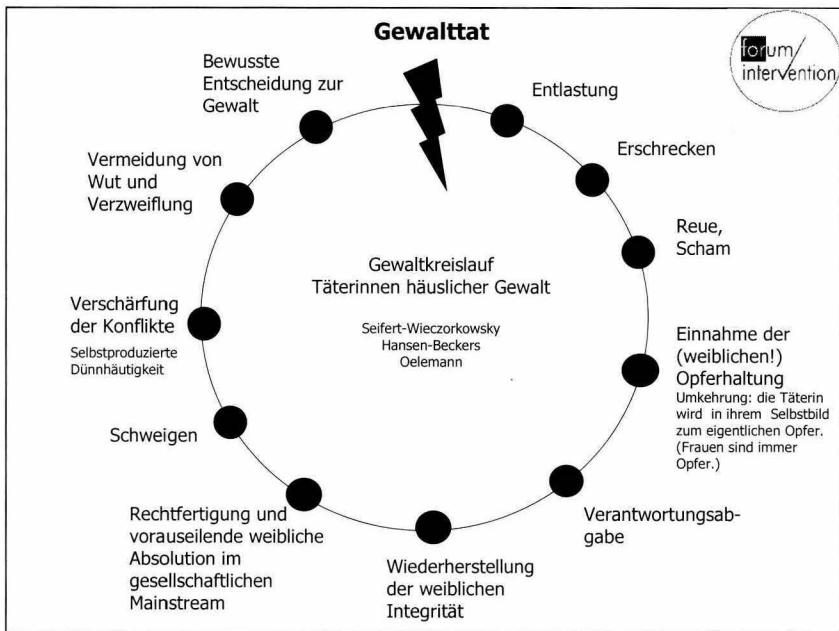 Gewalttat
forum
intervention
Entlastung
Erschrecken
Reue,
Scham
Einnahme der
(weiblichen!)
Opferhaltung
Umkehrung: die Täterin
wird in ihrem Selbstbild
zum eigentlichen Opfer.
(Frauen sind immer
Opfer.)
Verantwortungsab-
gabe
Wiederherstellung
der weiblichen
Integrität
Rechtfertigung und
vorauseilende weibliche
Absolution im
gesellschaftlichen
Mainstream
Schweigen
Verschärfung
der Konflikte
Selbstproduzierte
Dünnhäutigkeit
Vermeidung von
Wut und
Verzweiflung
Bewusste
Entscheidung zur
Gewalt
Gewaltkreislauf
Täterinnen häuslicher Gewalt
Seifert-Wieczorkowsky
Hansen-Beckers
Oelemann